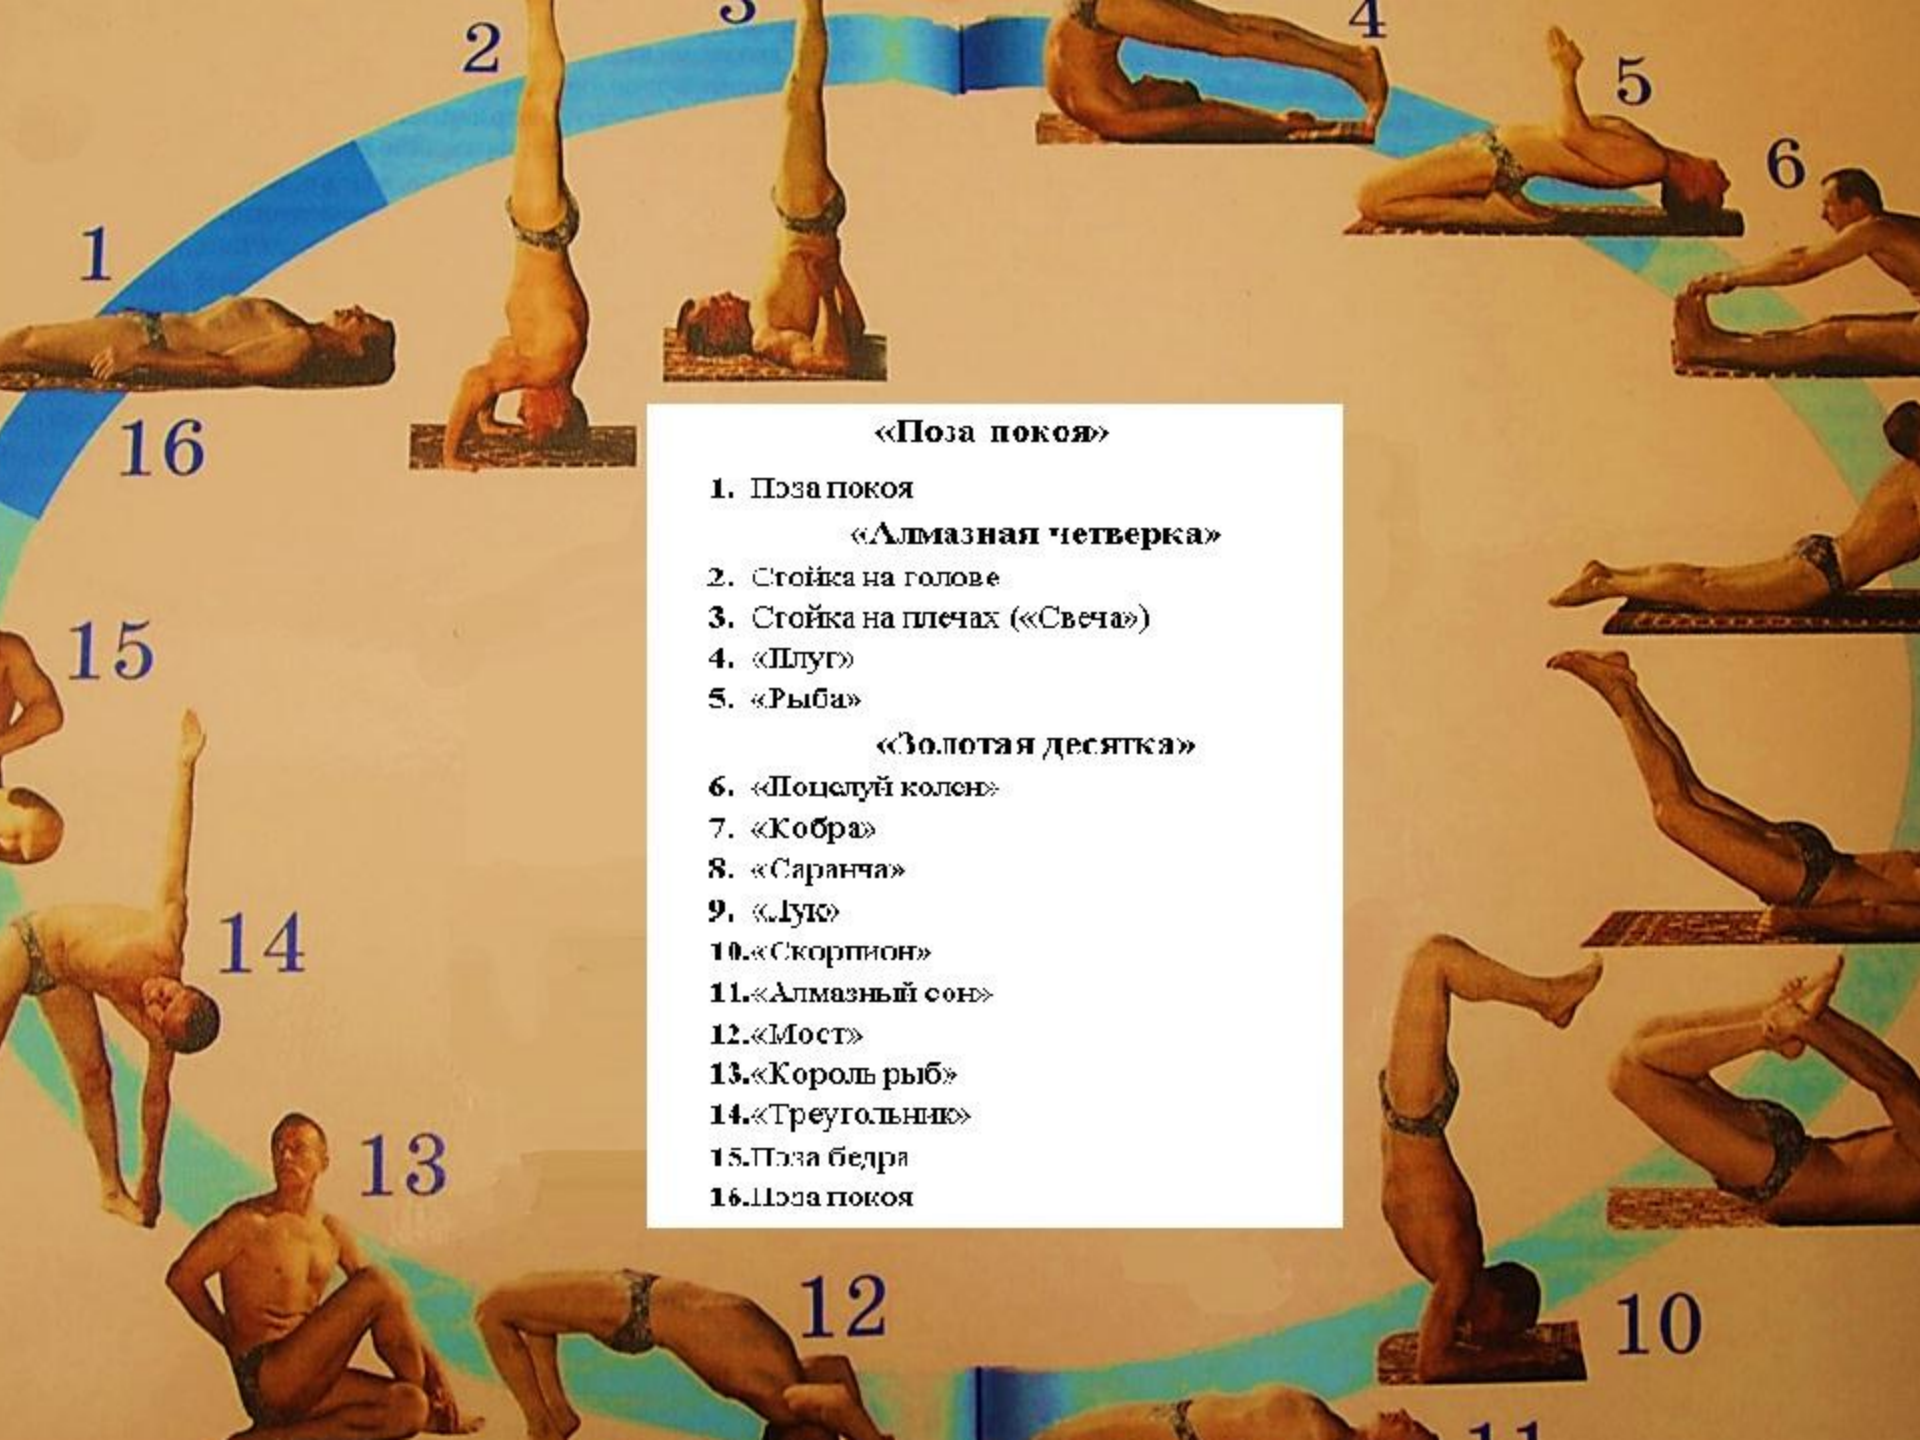 2
3
4
5
6
1
16
15
14
13
12
10
11
«Поза покоя»
1. Поза покоя
«Алмазная четверка»
2. Стойка на голове
3. Стойка на плечах («Свеча»)
4. «Плуг»
5. «Рыба»
«Золотая десятка»
6. «Поцелуй колен»
7. «Кобра»
8. «Саранча»
9. «Лук»
10.«Скорпион»
11.«Алмазный сон»
12.«Мост»
13.«Король рыб»
14.«Треугольник»
15.Поза бедра
16.Поза покоя